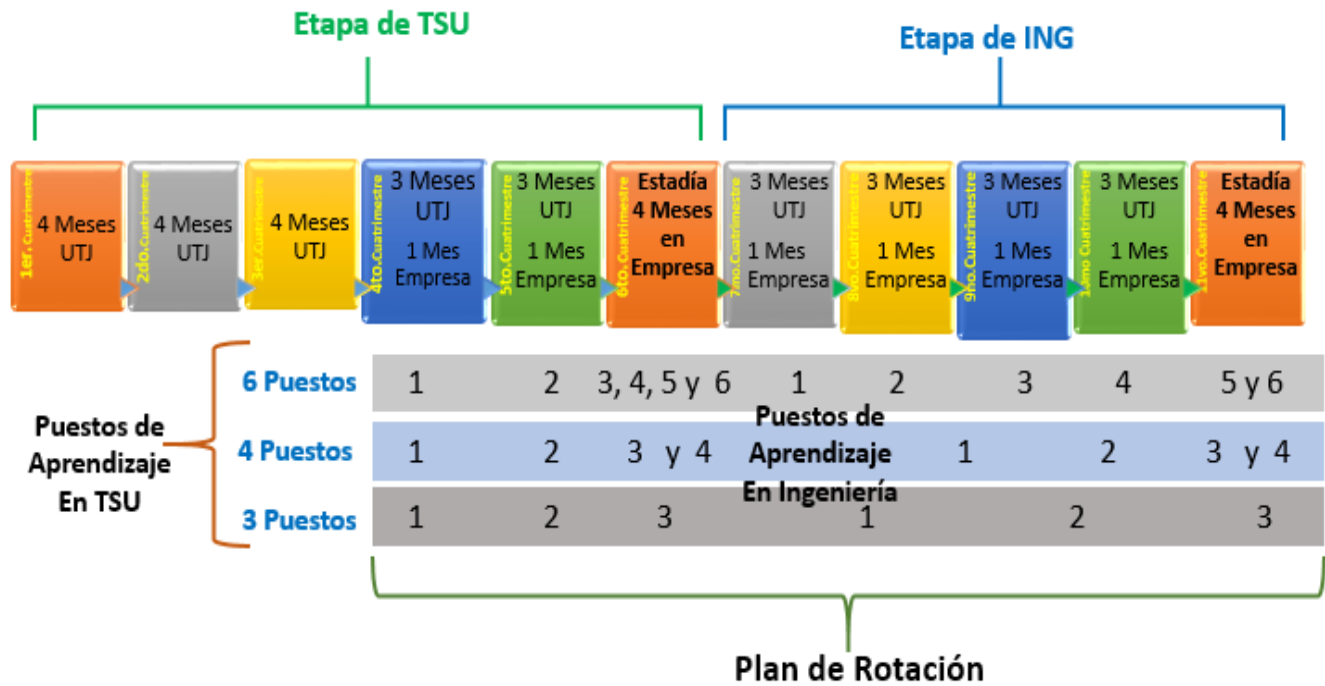 Etapa de TSU
Etapa de ING
1er. Cuatrimestre
4 Meses
UTJ
2do.Cuatrimestre
4 Meses
UTJ
3er.Cuatrimestre
4 Meses
UTJ
4to.Cuatrimestre
3 Meses
UTJ
1 Mes
Empresa
5to.Cuatrimestre
3 Meses
UTJ
1 Mes
Empresa
6to.Cuatrimestre
Estadía
4 Meses
en
Empresa
7mo.Cuatrimestre
3 Meses
UTJ
1 Mes
Empresa
8vo.Cuatrimestre
3 Meses
UTJ
1 Mes
Empresa
9no.Cuatrimestre
3 Meses
UTJ
1 Mes
Empresa
10mo Cuatrimestre
3 Meses
UTJ
1 Mes
Empresa
11vo.Cuatrimestre
Estadía
4 Meses
en
Empresa
Puestos de
Aprendizaje
En TSU
6 Puestos 1 2 3, 4, 5 y 6 1 2 3 4 5 y 6
4 Puestos 1 2 3 y 4 1 2 3 y 4
3 Puestos 1 2 3 1 2 3
Puestos de
Aprendizaje
En Ingeniería
Plan de Rotación